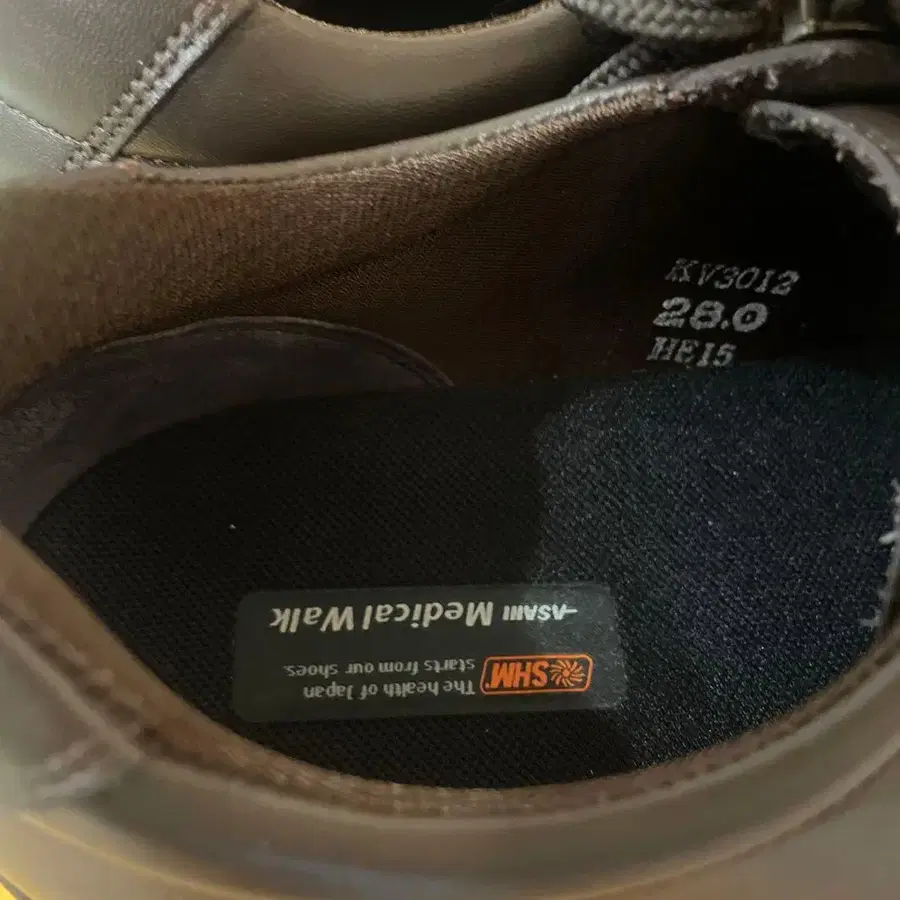 KV3012
28.0
HE15
ASAHI Medical Walk
SHM
The health of Japan
starts from our shoes.